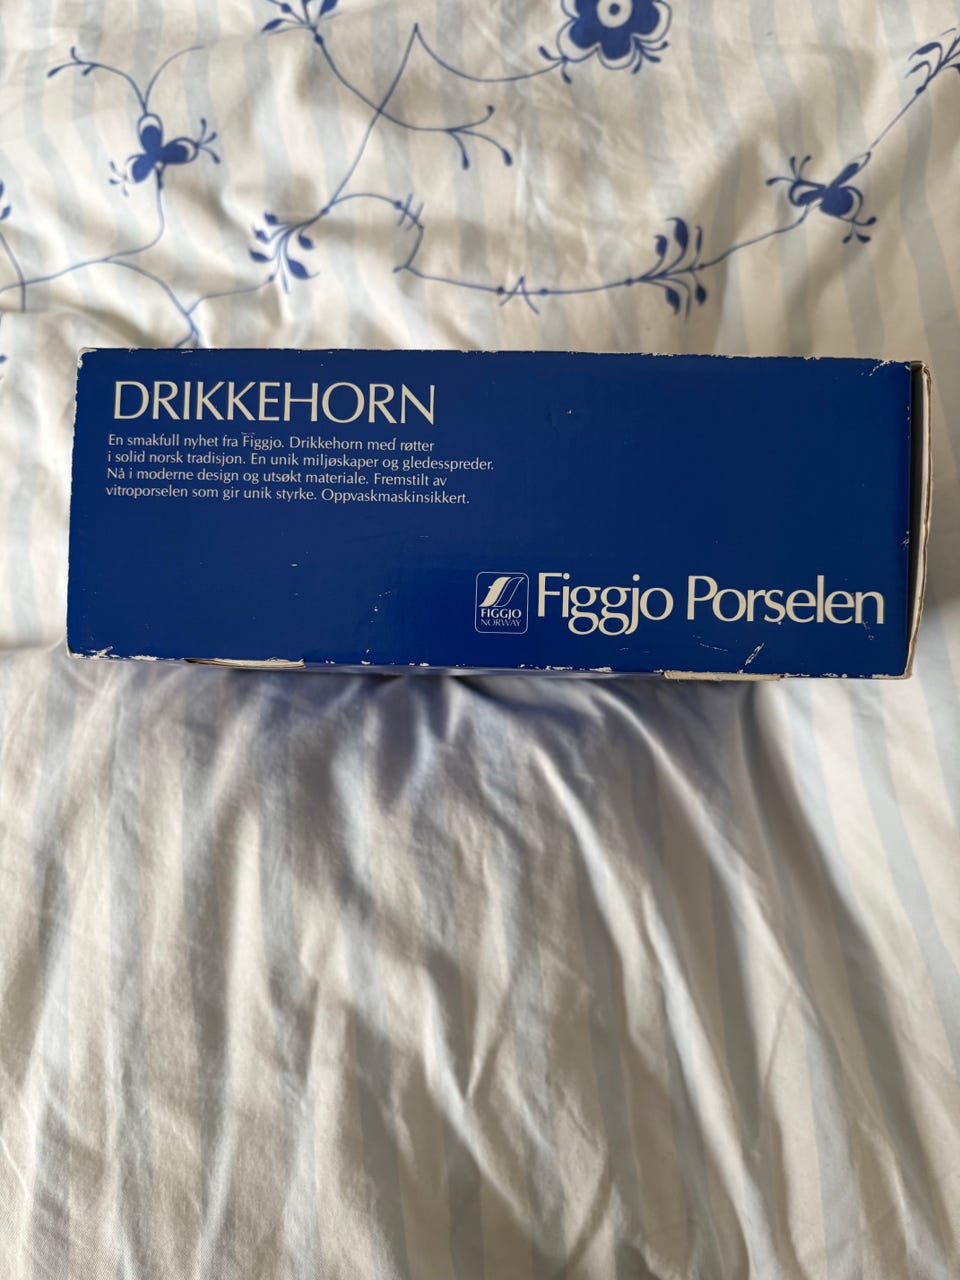 DRIKKEHORN
En smakfull nyhet fra Figgjo. Drikkehorn med røtter
i solid norsk tradisjon. En unik miljøskaper og gledesspreder.
Nå i moderne design og utsøkt materiale. Fremstilt av
vitroporselen som gir unik styrke. Oppvaskmaskinsikkert.
FIGGJO
NORWAY
Figgjo Porselen